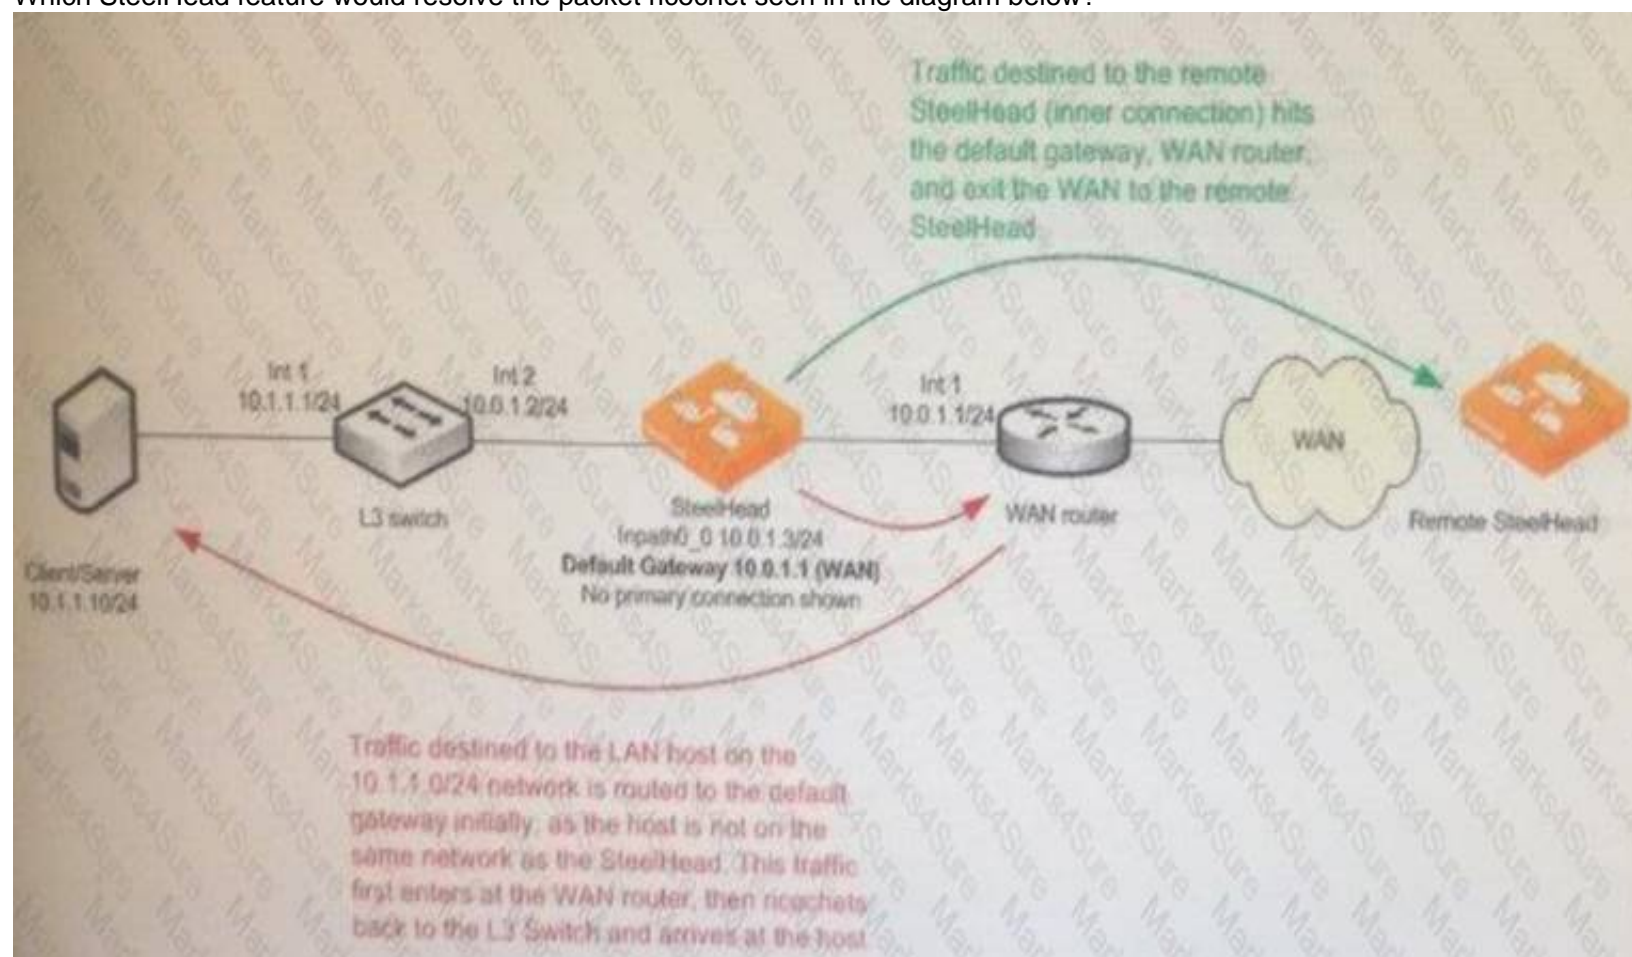 Which SteelHead feature would resolve the packet ricochet seen in the diagram below?
Traffic destined to the remote
SteelHead (inner connection) hits
the default gateway, WAN router,
and exit the WAN to the remote
SteelHead
Int 1
10.1.1.1/24
Int 2
10.0.1.2/24
Int 1
10.0.1.1/24
WAN
L3 switch
SteelHead
Inpath0_0 10.0.1.3/24
Default Gateway 10.0.1.1 (WAN)
No primary connection shown
WAN router
Remote SteelHead
Client/Server
10.1.1.10/24
Traffic destined to the LAN host on the
10.1.1.0/24 network is routed to the default
gateway initially, as the host is not on the
same network as the SteelHead. This traffic
first enters at the WAN router, then ricochets
back to the L3 Switch and arrives at the host
Marks4Sure